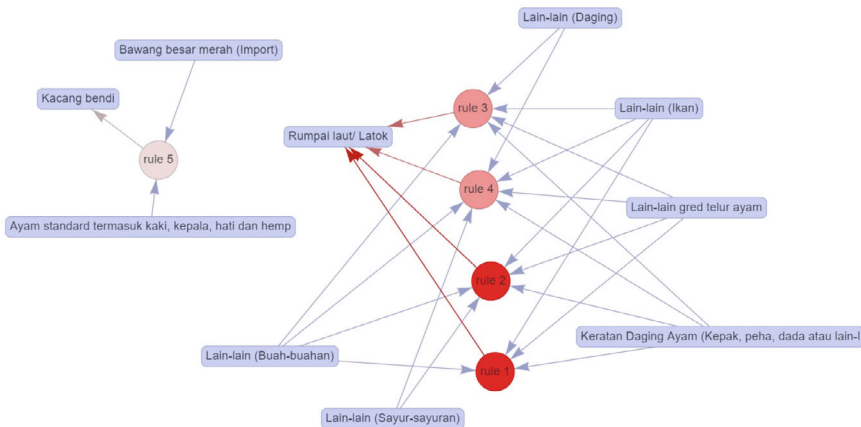 Lain-lain (Daging)
Bawang besar merah (Import)
Kacang bendi
rule 3
Lain-lain (Ikan)
Rumpai laut/ Latok
rule 5
rule 4
Lain-lain gred telur ayam
Ayam standard termasuk kaki, kepala, hati dan hemp
rule 2
Keratan Daging Ayam (Kepak, peha, dada atau lain-l
Lain-lain (Buah-buahan)
rule 1
Lain-lain (Sayur-sayuran)